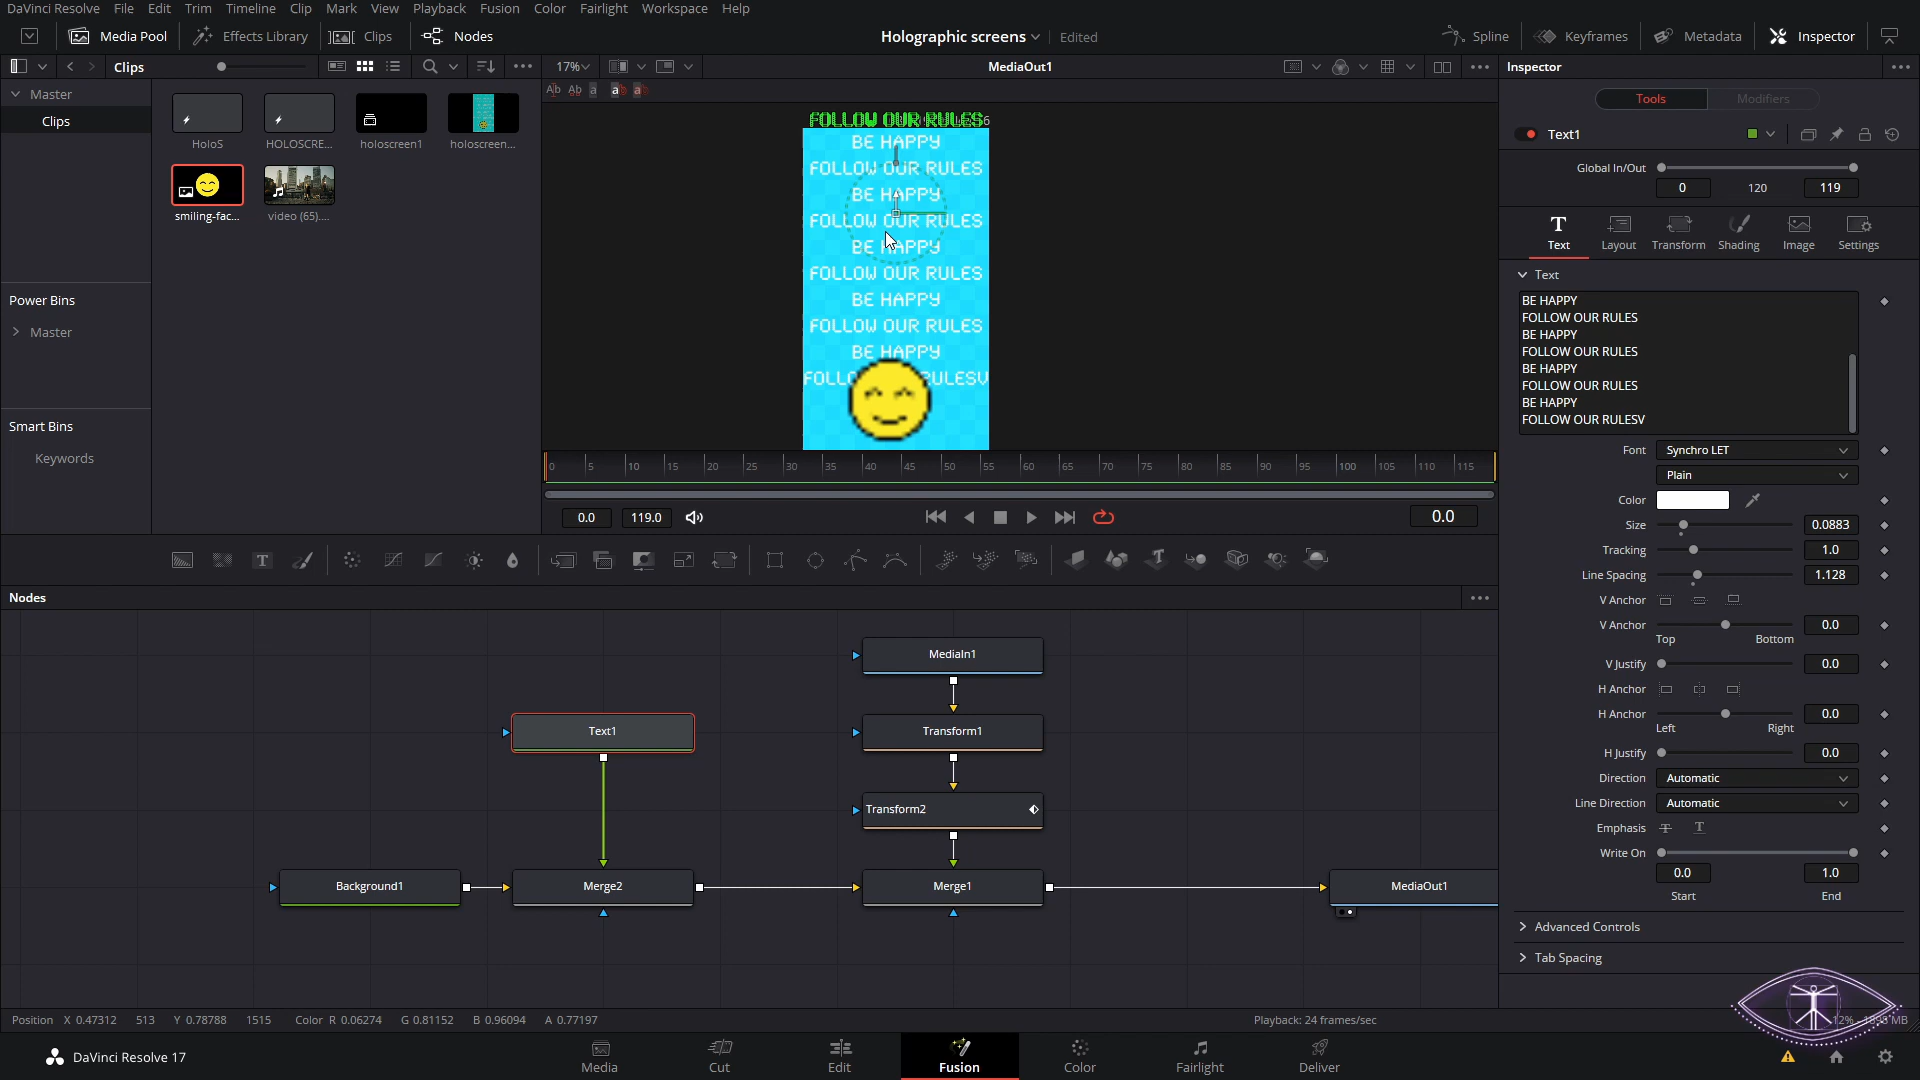 DaVinci Resolve File Edit Trim Timeline Clip Mark View Playback Fusion Color Fairlight Workspace Help
Media Pool Effects Library Clips Nodes Holographic screens Edited Spline Keyframes Metadata Inspector
Clips 17% MediaOut1 Inspector
Master
Clips
Power Bins
Master
Smart Bins
Keywords
HoloS HOLOSCRE... holoscreen1 holoscreen...
smiling-fac... video (65)....
FOLLOW OUR RULES
BE HAPPY
FOLLOW OUR RULES
BE HAPPY
FOLLOW OUR RULES
BE HAPPY
FOLLOW OUR RULES
BE HAPPY
FOLLOW OUR RULES
BE HAPPY
FOLL RULESV
0 5 10 15 20 25 30 35 40 45 50 55 60 65 70 75 80 85 90 95 100 105 110 115
0.0 119.0 0.0
Nodes
MediaIn1
Text1 Transform1
Transform2
Background1 Merge2 Merge1 MediaOut1
Tools Modifiers
Text1
Global In/Out
0 120 119
Text Layout Transform Shading Image Settings
Text
BE HAPPY
FOLLOW OUR RULES
BE HAPPY
FOLLOW OUR RULES
BE HAPPY
FOLLOW OUR RULES
BE HAPPY
FOLLOW OUR RULESV
Font Synchro LET
Plain
Color
Size 0.0883
Tracking 1.0
Line Spacing 1.128
V Anchor
V Anchor 0.0
Top Bottom
V Justify 0.0
H Anchor
H Anchor 0.0
Left Right
H Justify 0.0
Direction Automatic
Line Direction Automatic
Emphasis
Write On
0.0 1.0
Start End
Advanced Controls
Tab Spacing
Position X 0.47312 513 Y 0.78788 1515 Color R 0.06274 G 0.81152 B 0.96094 A 0.77197 Playback: 24 frames/sec
DaVinci Resolve 17 Media Cut Edit Fusion Color Fairlight Deliver